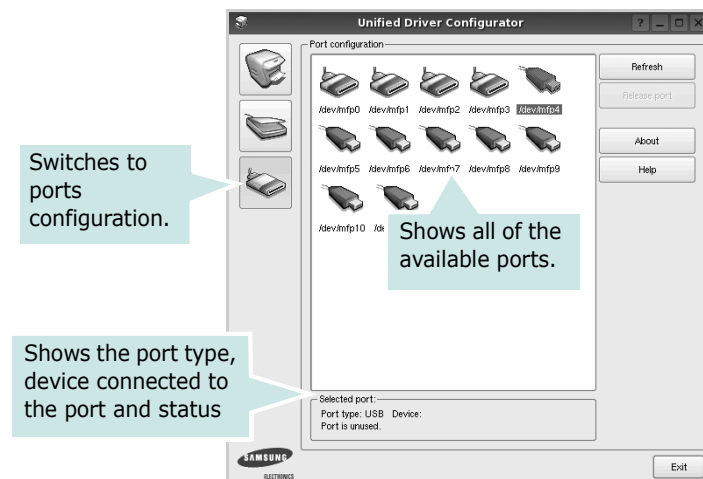 Unified Driver Configurator
Port configuration
/dev/mfp0 /dev/mfp1 /dev/mfp2 /dev/mfp3 /dev/mfp4
/dev/mfp5 /dev/mfp6 /dev/mfp7 /dev/mfp8 /dev/mfp9
/dev/mfp10
Refresh
Release port
About
Help
Switches to
ports
configuration.
Shows all of the
available ports.
Shows the port type,
device connected to
the port and status
Selected port:
Port type: USB Device:
Port is unused.
SAMSUNG
ELECTRONICS
Exit